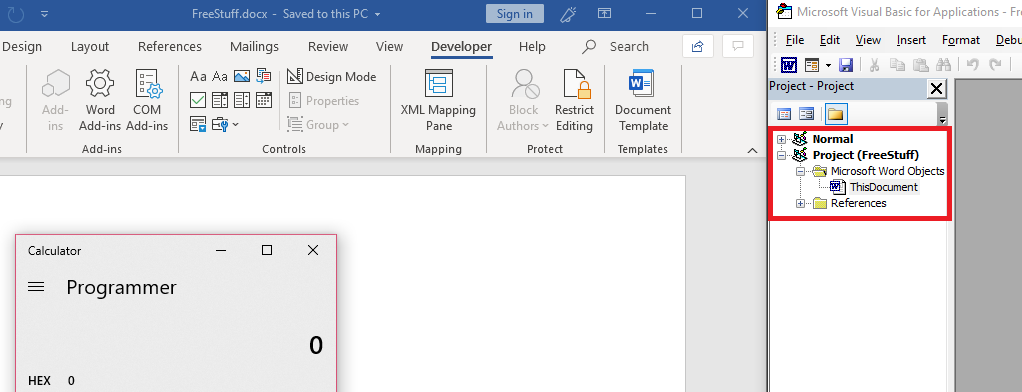 FreeStuff.docx - Saved to this PC
Sign in
Design Layout References Mailings Review View Developer Help Search
Add-ins
Word Add-ins
COM Add-ins
Add-ins
Aa Aa
Design Mode
Properties
Group
Controls
XML Mapping Pane
Mapping
Block Authors
Restrict Editing
Protect
Document Template
Templates
Calculator
Programmer
0
HEX 0
Microsoft Visual Basic for Applications - Fr
File Edit View Insert Format Debu
Project - Project
Normal
Project (FreeStuff)
Microsoft Word Objects
ThisDocument
References